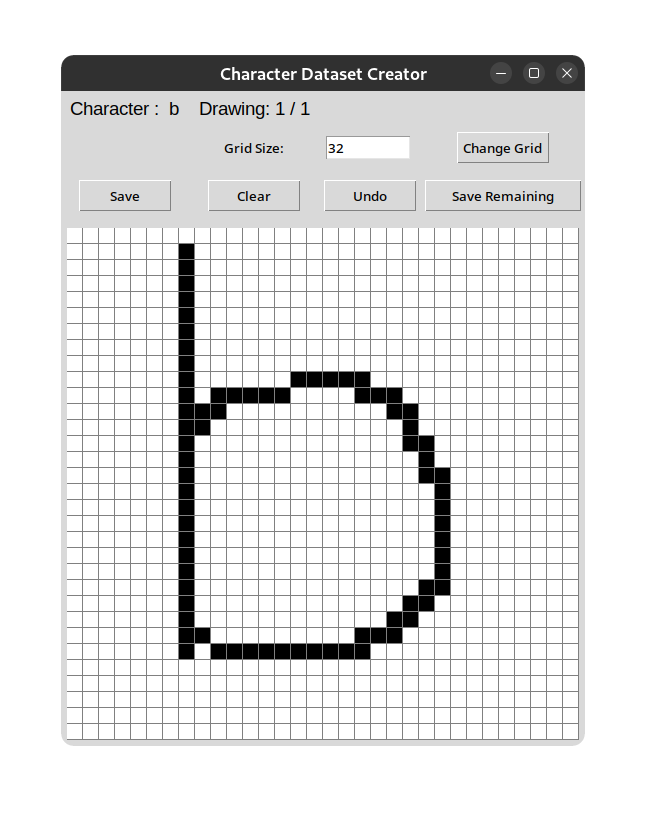 Character Dataset Creator
Character : b Drawing: 1 / 1
Grid Size: 32 Change Grid
Save Clear Undo Save Remaining
b